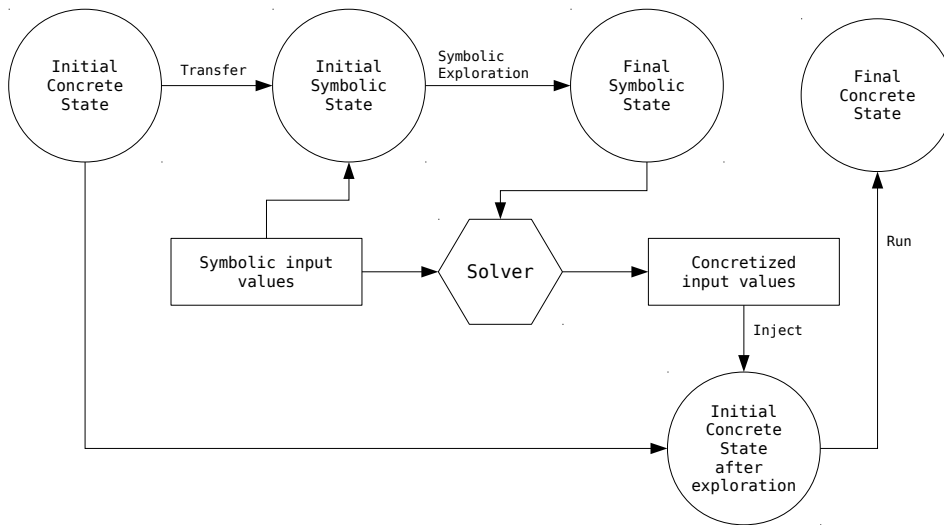 Initial
Concrete
State
Transfer
Initial
Symbolic
State
Symbolic
Exploration
Final
Symbolic
State
Final
Concrete
State
Symbolic input
values
Solver
Concretized
input values
Run
Inject
Initial
Concrete
State
after
exploration